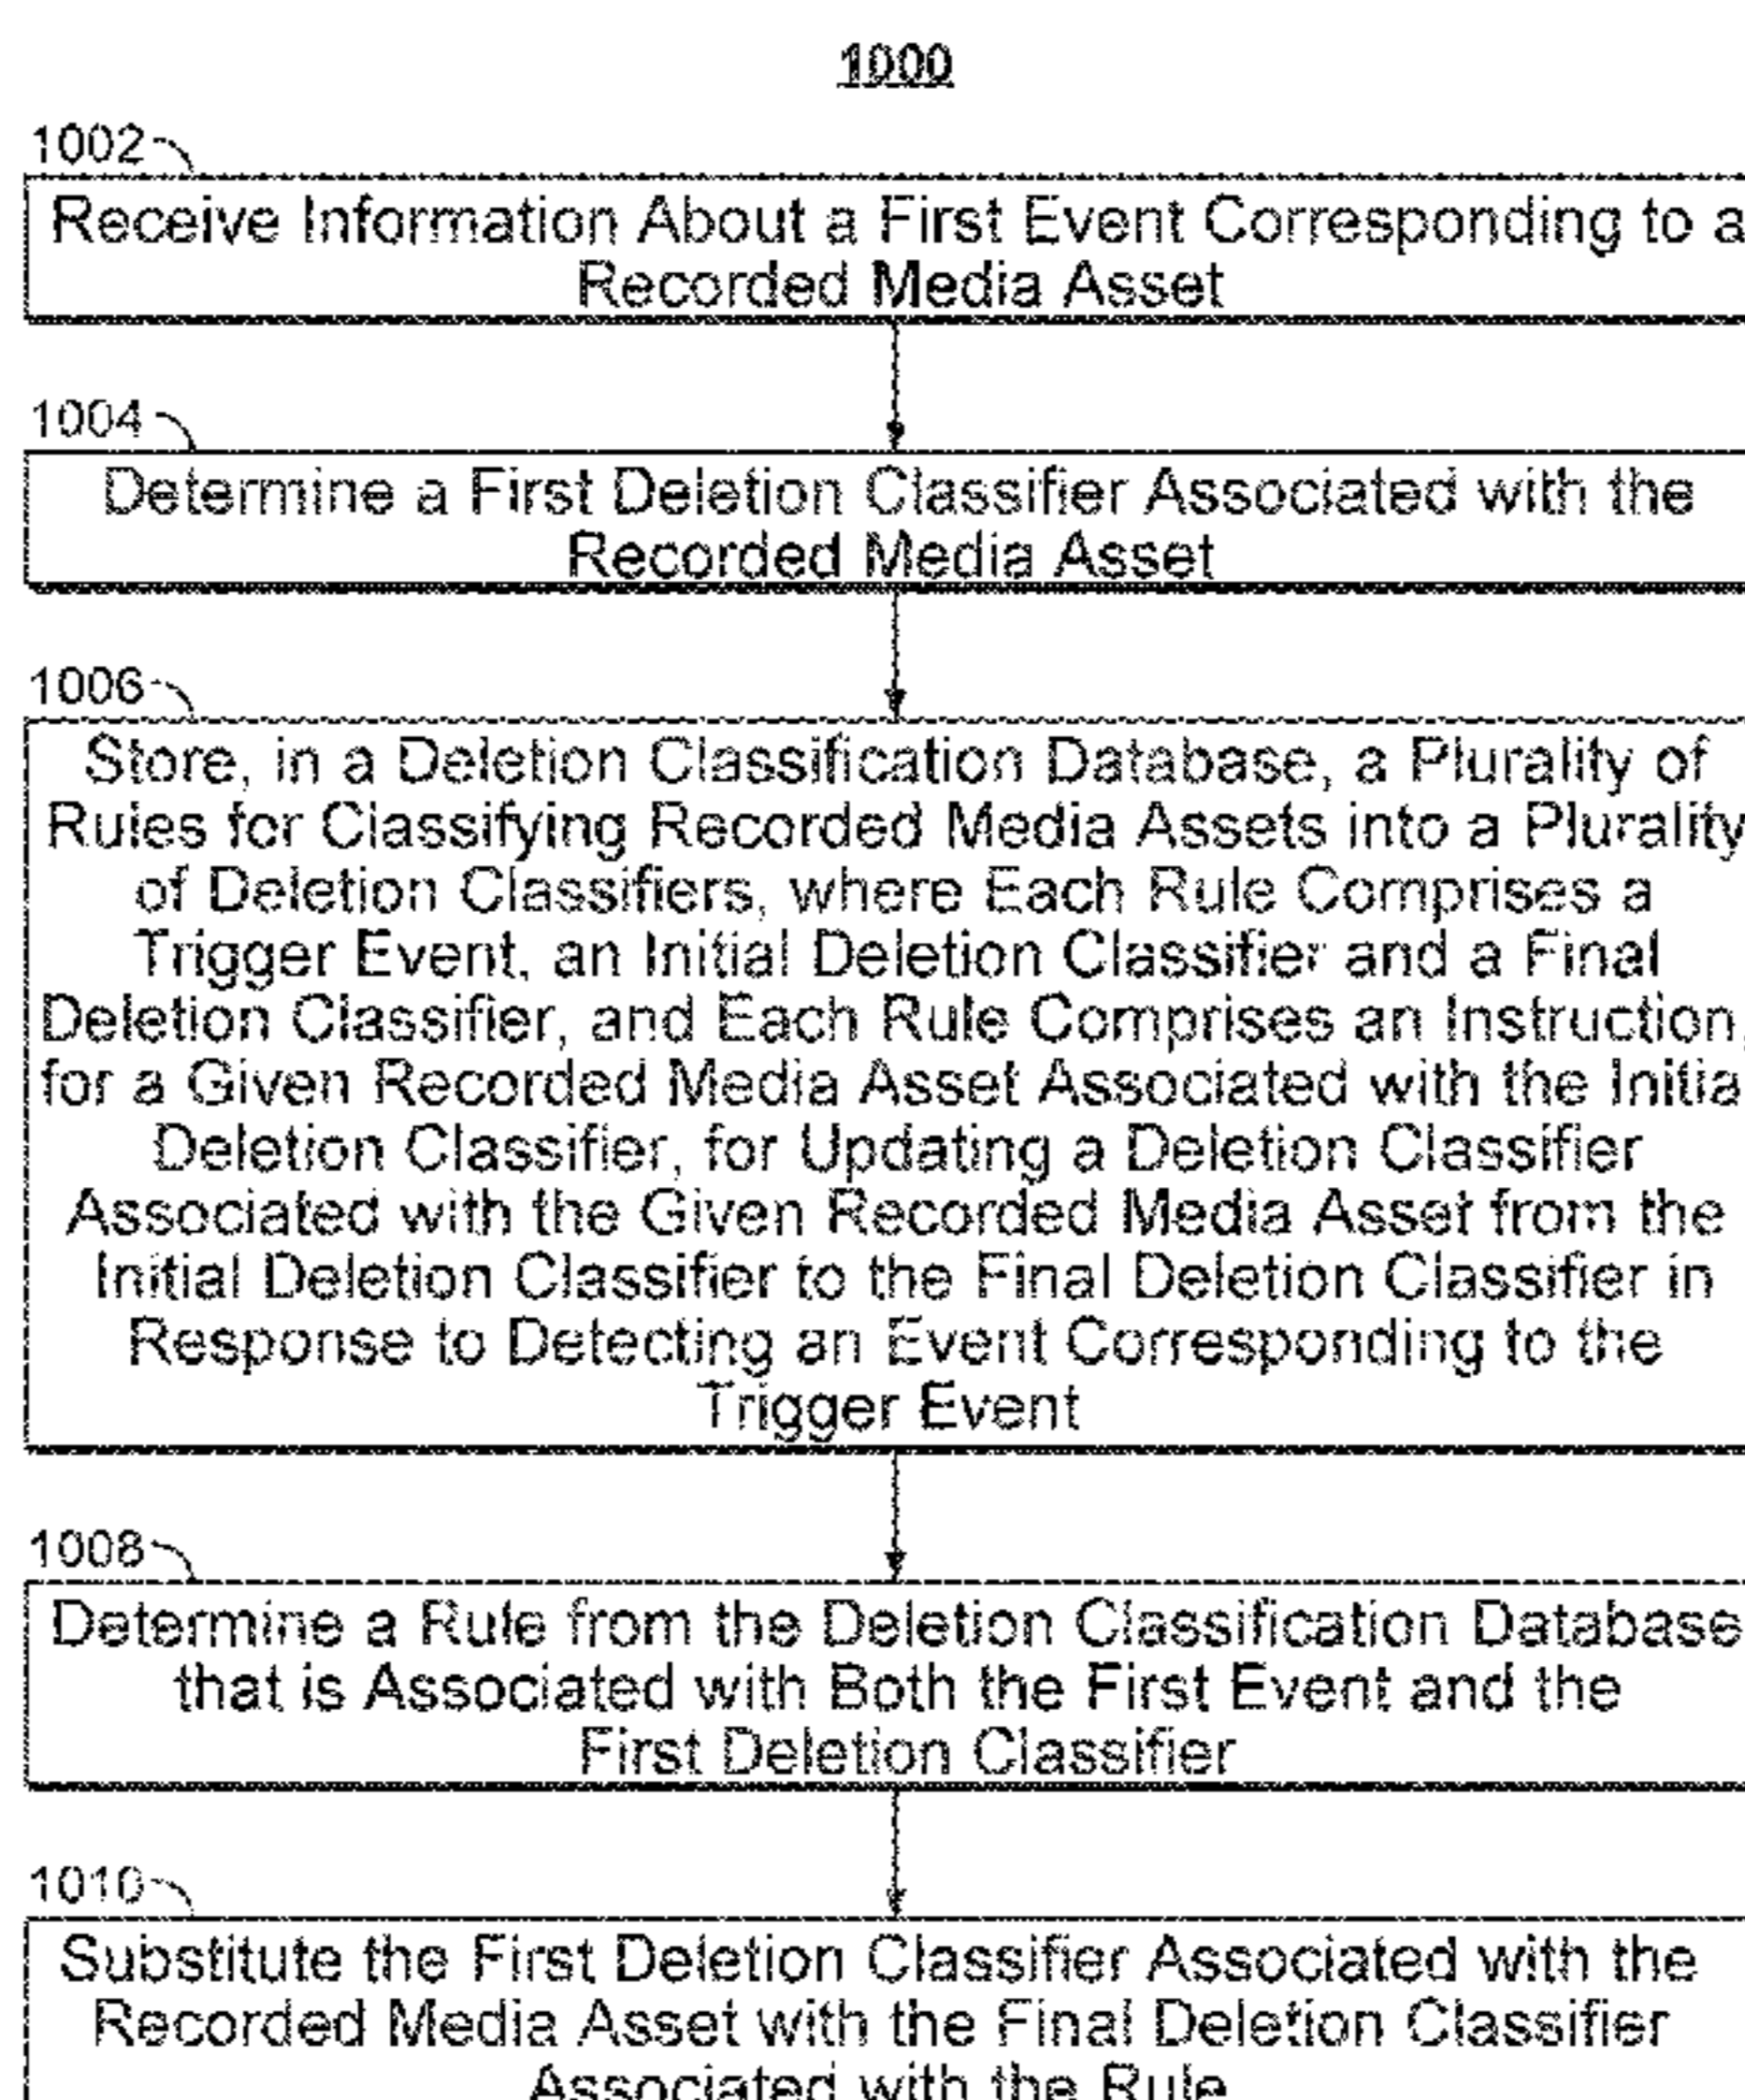 1000
1002
Receive Information About a First Event Corresponding to a
Recorded Media Asset
1004
Determine a First Deletion Classifier Associated with the
Recorded Media Asset
1006
Store, in a Deletion Classification Database, a Plurality of
Rules for Classifying Recorded Media Assets into a Plurality
of Deletion Classifiers, where Each Rule Comprises a
Trigger Event, an Initial Deletion Classifier and a Final
Deletion Classifier, and Each Rule Comprises an Instruction,
for a Given Recorded Media Asset Associated with the Initia
Deletion Classifier, for Updating a Deletion Classifier
Associated with the Given Recorded Media Asset from the
Initial Deletion Classifier to the Final Deletion Classifier in
Response to Detecting an Event Corresponding to the
Trigger Event
1008
Determine a Rule from the Deletion Classification Database
that is Associated with Both the First Event and the
First Deletion Classifier
1010
Substitute the First Deletion Classifier Associated with the
Recorded Media Asset with the Final Deletion Classifier
Associated with the Rule